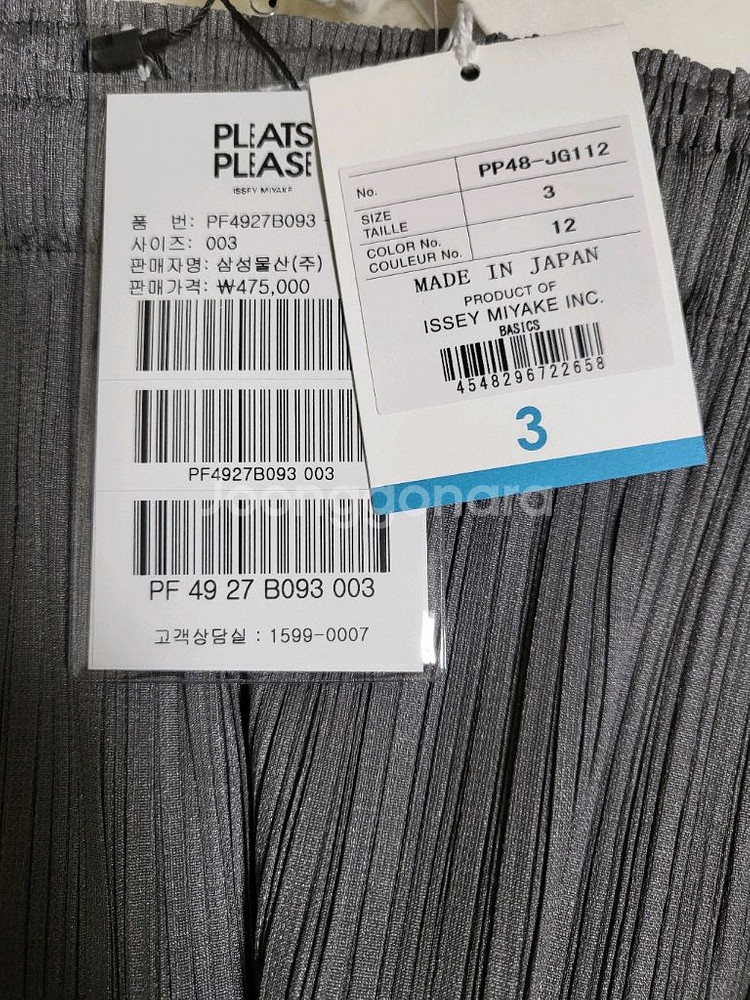 PLEATS
PLEASE
ISSEY MIYAKE
품 번: PF4927B093 -
사이즈: 003
판매자명: 삼성물산(주)
판매가격: ₩475,000
PF4927B093 003
PF 49 27 B093 003
고객상담실 : 1599-0007
No. PP48-JG112
SIZE
TAILLE 3
COLOR No.
COULEUR No. 12
MADE IN JAPAN
PRODUCT OF
ISSEY MIYAKE INC.
BASICS
4548296722658
3
Joonggonara